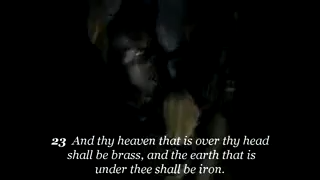 23 And thy heaven that is over thy head
shall be brass, and the earth that is
under thee shall be iron.